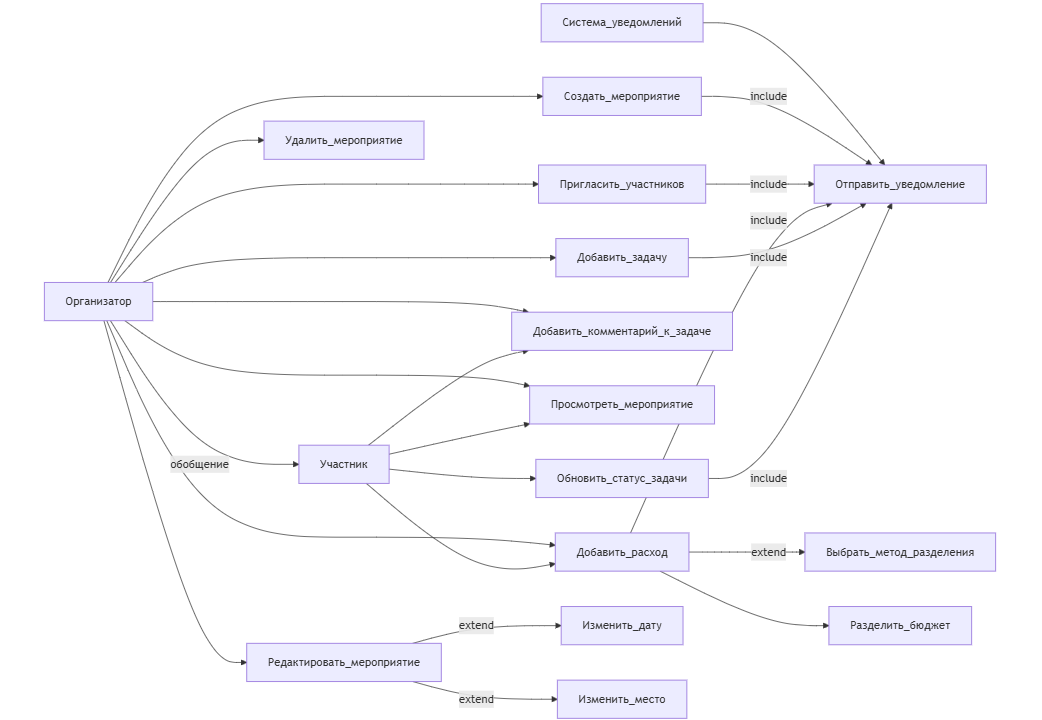 Система_уведомлений
Создать_мероприятие
include
Удалить_мероприятие
Пригласить_участников
include
Отправить_уведомление
include
Добавить_задачу
include
Организатор
Добавить_комментарий_к_задаче
Просмотреть_мероприятие
обобщение
Участник
Обновить_статус_задачи
include
Добавить_расход
extend
Выбрать_метод_разделения
extend
Изменить_дату
Разделить_бюджет
Редактировать_мероприятие
extend
Изменить_место